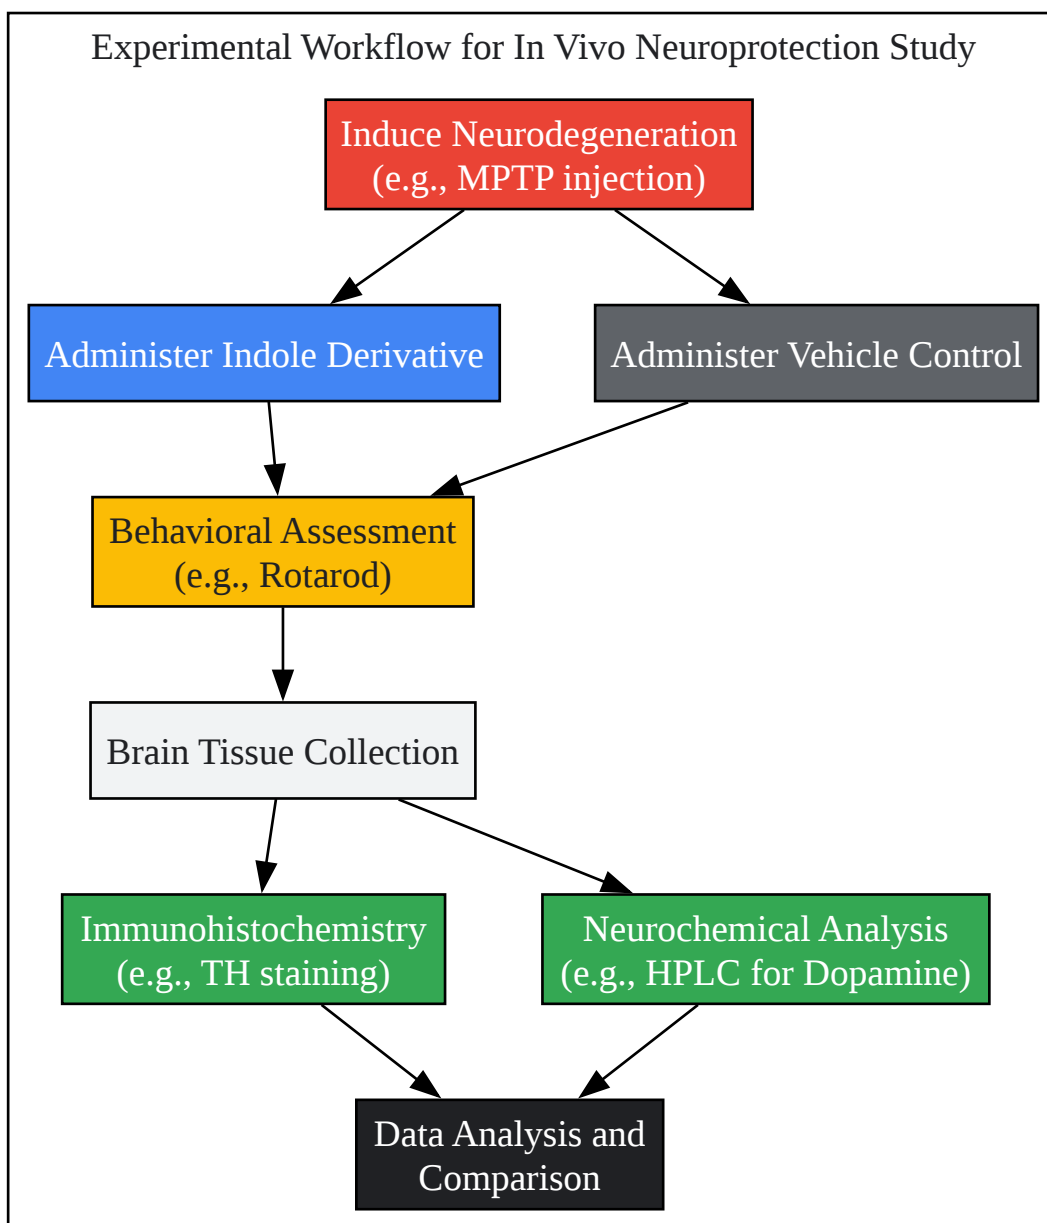 Experimental Workflow for In Vivo Neuroprotection Study
Induce Neurodegeneration
(e.g., MPTP injection)
Administer Indole Derivative
Administer Vehicle Control
Behavioral Assessment
(e.g., Rotarod)
Brain Tissue Collection
Immunohistochemistry
(e.g., TH staining)
Neurochemical Analysis
(e.g., HPLC for Dopamine)
Data Analysis and
Comparison